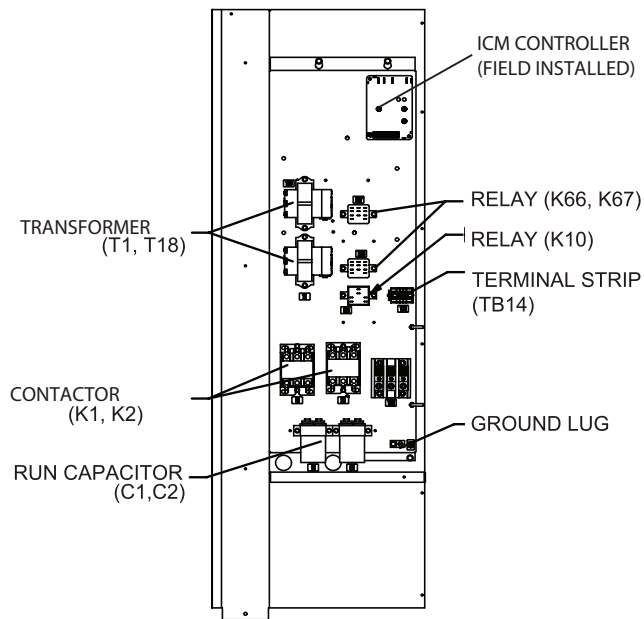 ICM CONTROLLER
(FIELD INSTALLED)
RELAY (K66, K67)
TRANSFORMER
(T1, T18)
RELAY (K10)
TERMINAL STRIP
(TB14)
CONTACTOR
(K1, K2)
GROUND LUG
RUN CAPACITOR
(C1,C2)